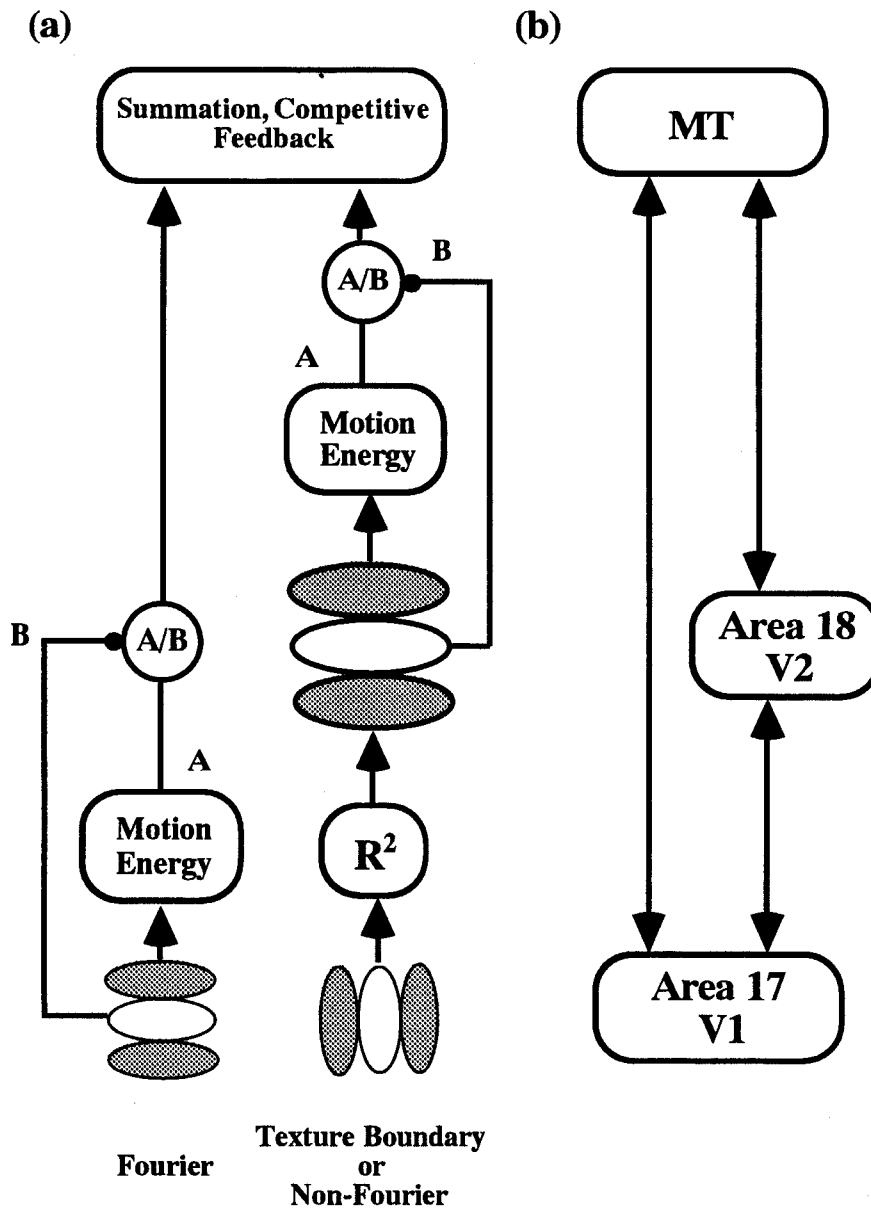 (a)
(b)
Summation, Competitive
Feedback
MT
B
A/B
A
Motion
Energy
B
A/B
Area 18
V2
A
Motion
Energy
R²
Area 17
V1
Fourier
Texture Boundary
or
Non-Fourier